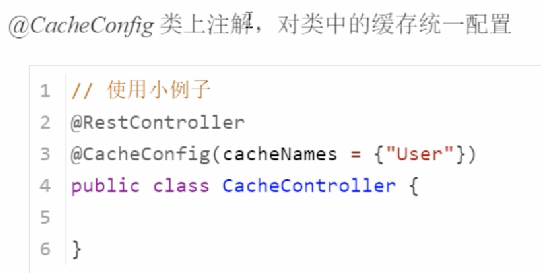 @CacheConfig 类上注解，对类中的缓存统一配置
1 // 使用小例子
2 @RestController
3 @CacheConfig(cacheNames = {"User"})
4 public class CacheController {
5
6 }